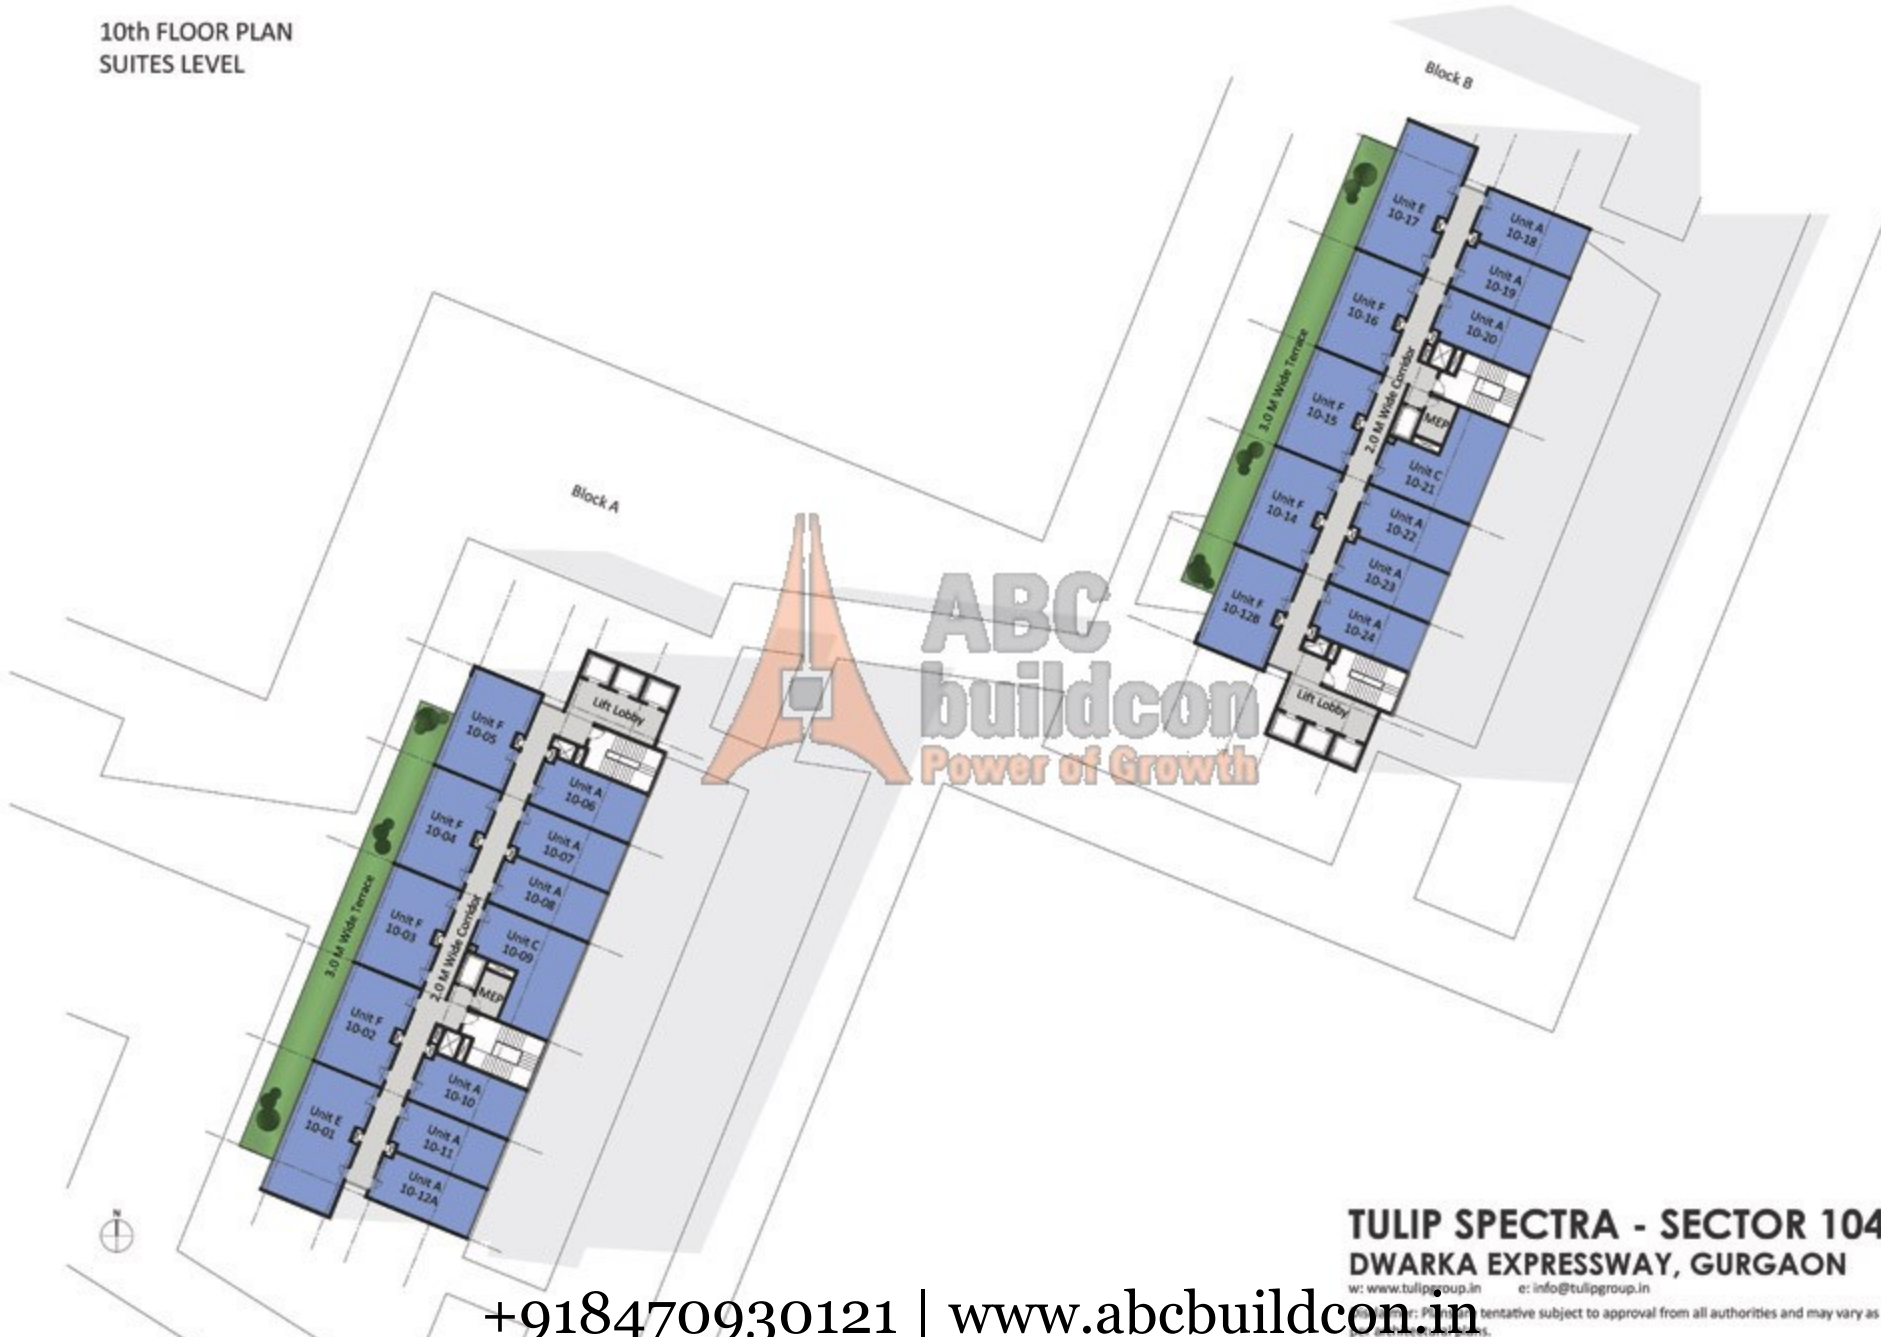 10th FLOOR PLAN
SUITES LEVEL
Block B
Unit E
10-17
Unit A
10-18
Unit A
10-19
Unit A
10-20
Unit F
10-16
Unit F
10-15
3.0 M Wide Terrace
2.0 M Wide Corridor
MEP
Unit C
10-21
Unit F
10-14
Unit A
10-22
Unit A
10-23
Unit F
10-12B
Unit A
10-24
Lift Lobby
Block A
ABC
buildcon
Power of Growth
Lift Lobby
Unit F
10-05
Unit A
10-06
Unit F
10-04
Unit A
10-07
Unit A
10-08
Unit F
10-03
3.0 M Wide Terrace
2.0 M Wide Corridor
Unit C
10-09
MEP
Unit F
10-02
Unit A
10-10
Unit E
10-01
Unit A
10-11
Unit A
10-12A
N
TULIP SPECTRA - SECTOR 104
DWARKA EXPRESSWAY, GURGAON
w: www.tulipgroup.in e: info@tulipgroup.in
tentative subject to approval from all authorities and may vary as
per architectural plans.
+918470930121 | www.abcbuildcon.in